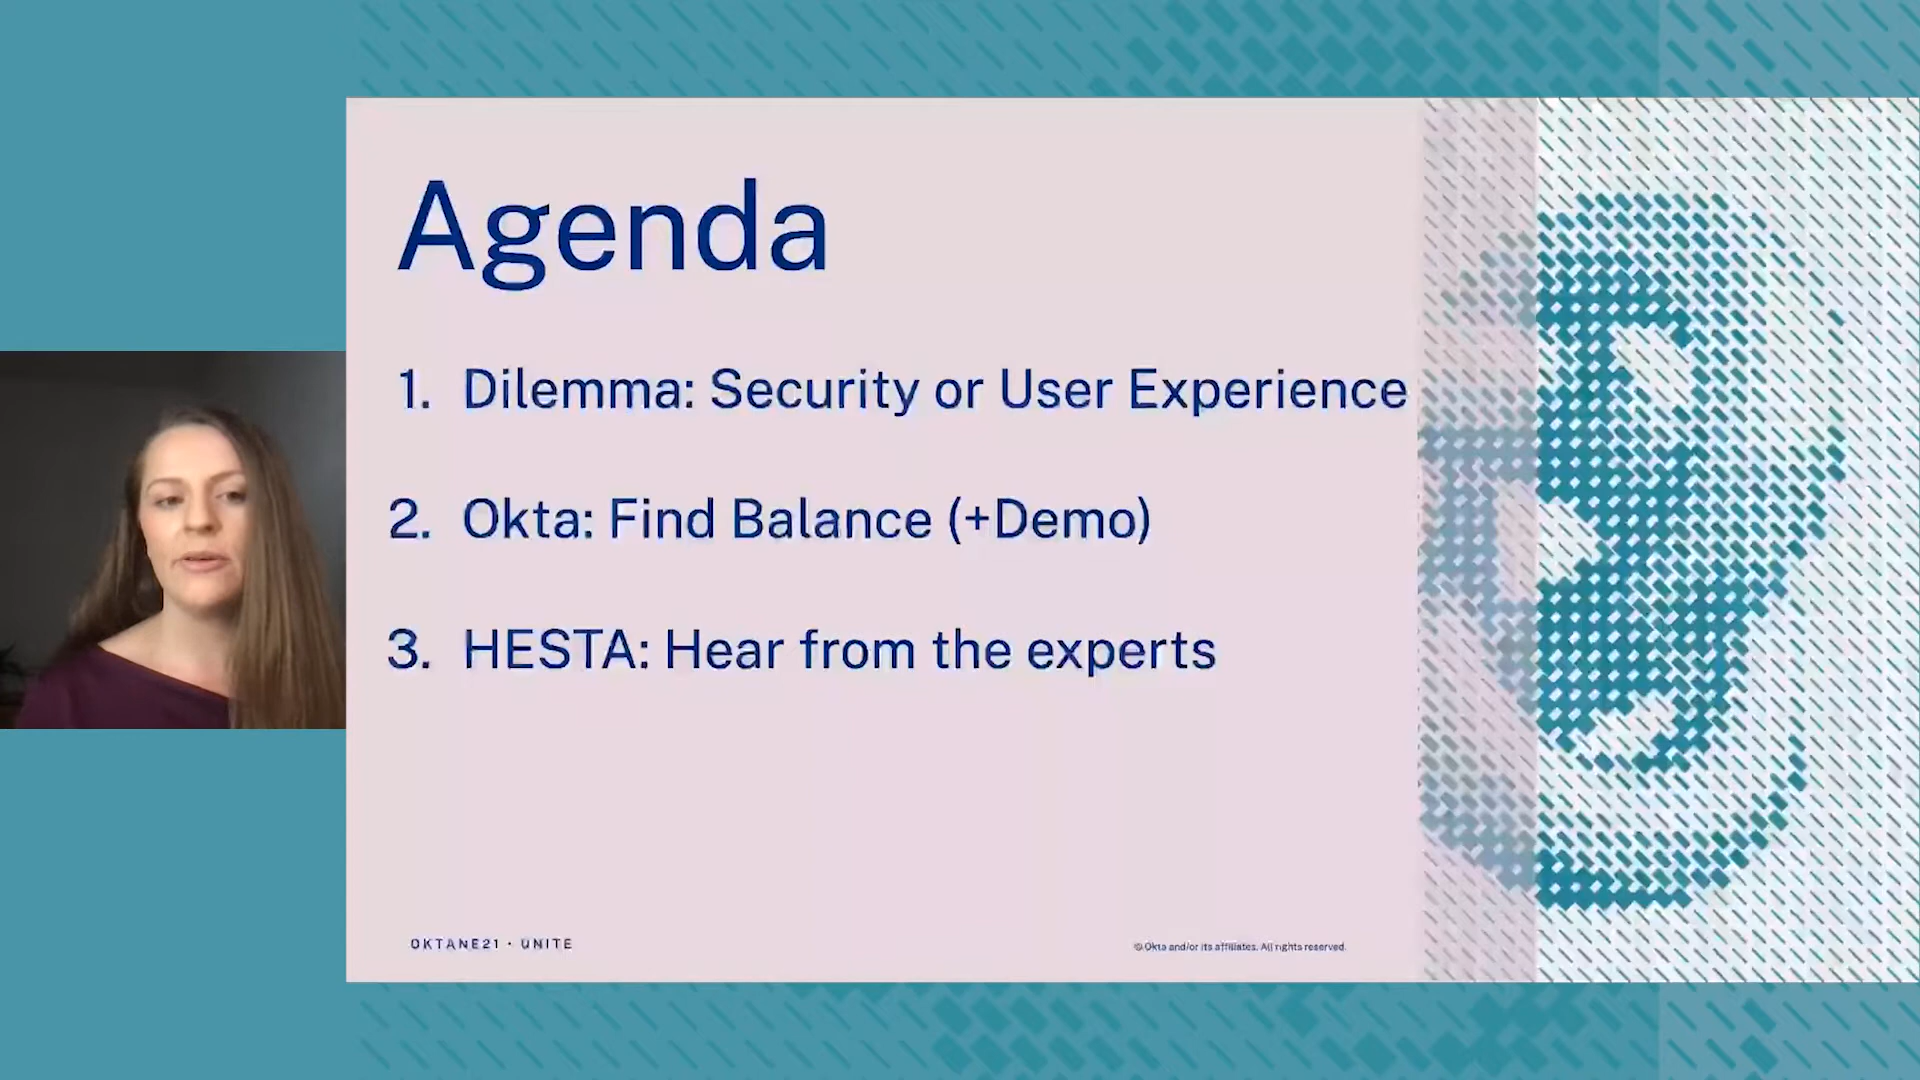 Agenda
1. Dilemma: Security or User Experience
2. Okta: Find Balance (+Demo)
3. HESTA: Hear from the experts
OKTANE21 · UNITE
© Okta and/or its affiliates. All rights reserved.